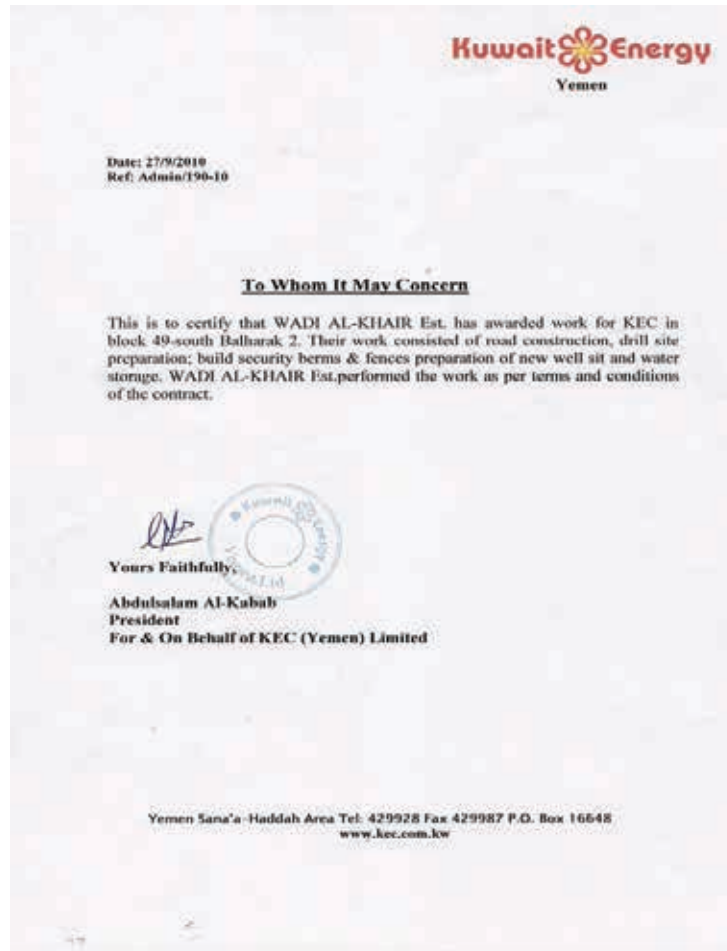 Kuwait Energy
Yemen
Date: 27/9/2010
Ref: Admin/190-10
To Whom It May Concern
This is to certify that WADI AL-KHAIR Est. has awarded work for KEC in
block 49-south Balharak 2. Their work consisted of road construction, drill site
preparation; build security berms & fences preparation of new well sit and water
storage. WADI AL-KHAIR Est.performed the work as per terms and conditions
of the contract.
Kuwait Energy
Yemen Ltd
Yours Faithfully,
Abdulsalam Al-Kabab
President
For & On Behalf of KEC (Yemen) Limited
Yemen Sana'a-Haddah Area Tel: 429928 Fax 429987 P.O. Box 16648
www.kec.com.kw